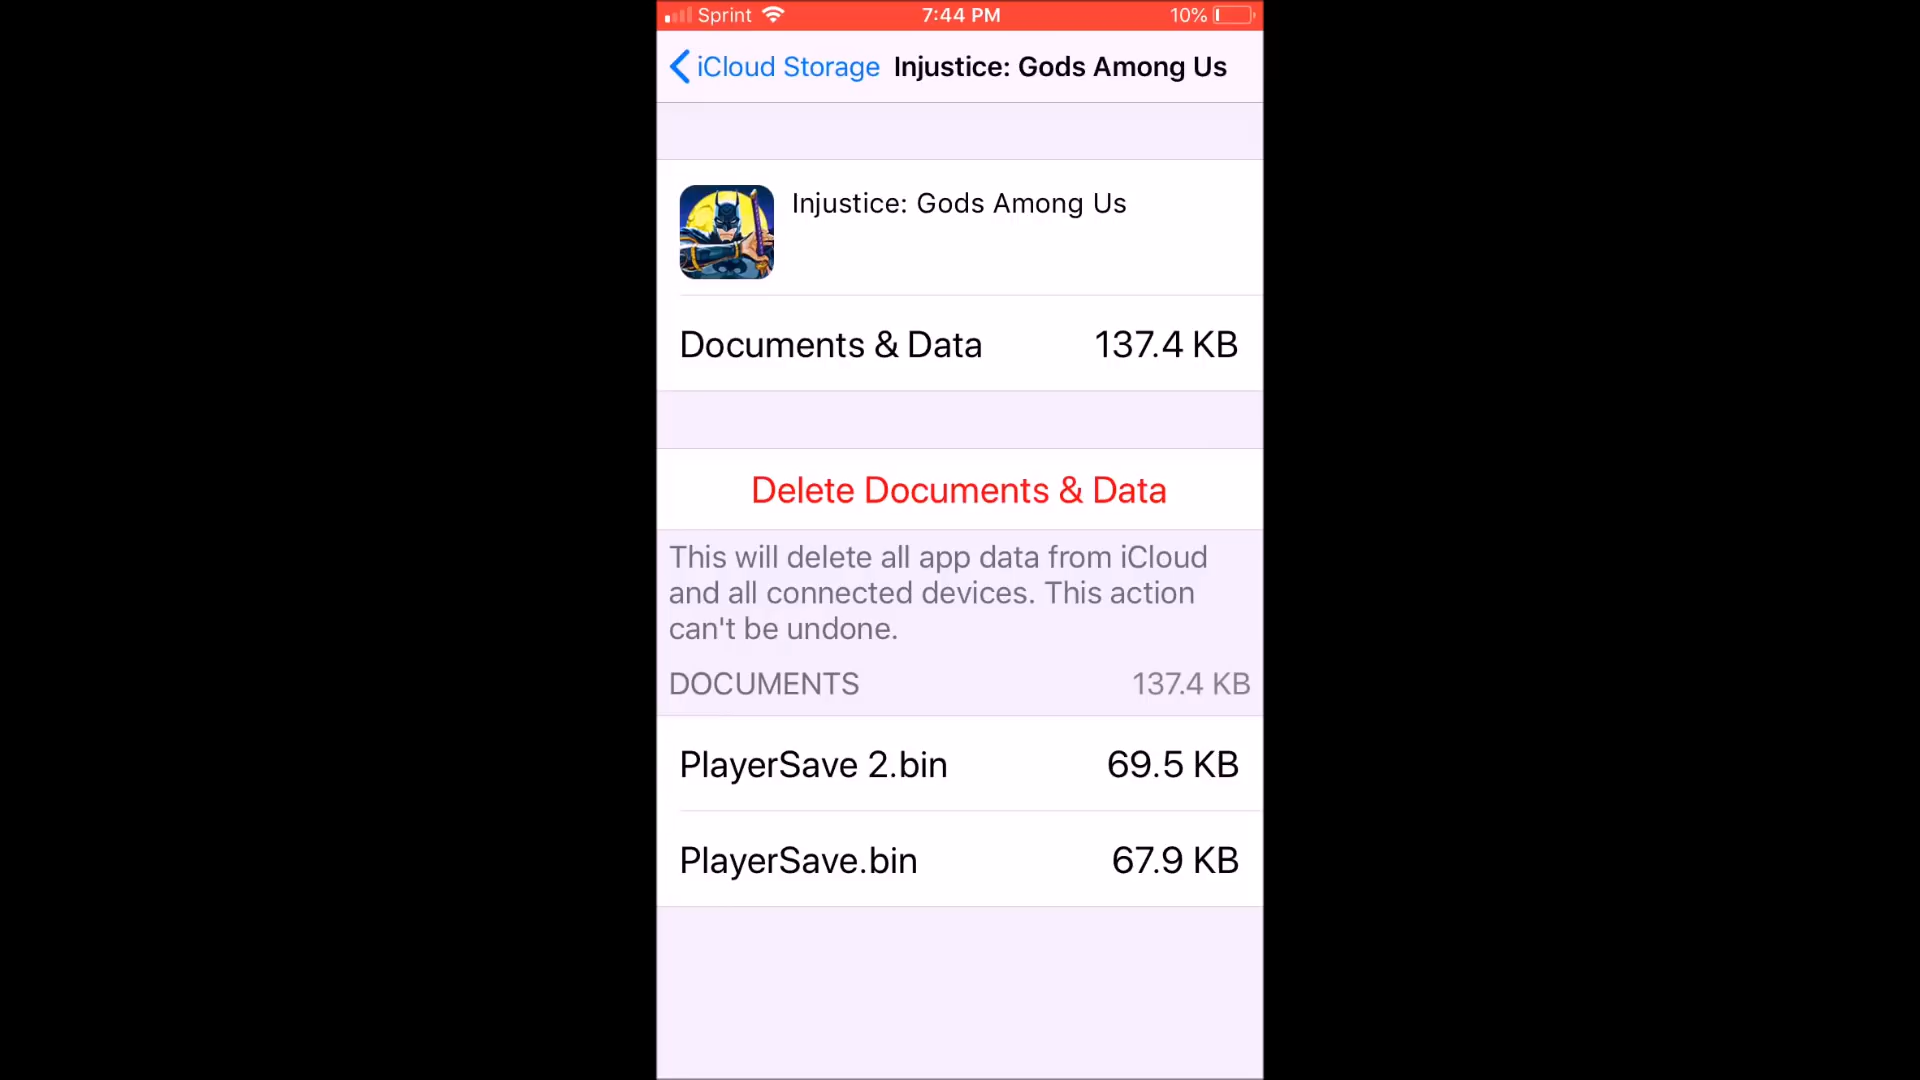 Sprint 7:44 PM 10%
iCloud Storage Injustice: Gods Among Us
Injustice: Gods Among Us
Documents & Data 137.4 KB
Delete Documents & Data
This will delete all app data from iCloud
and all connected devices. This action
can't be undone.
DOCUMENTS 137.4 KB
PlayerSave 2.bin 69.5 KB
PlayerSave.bin 67.9 KB